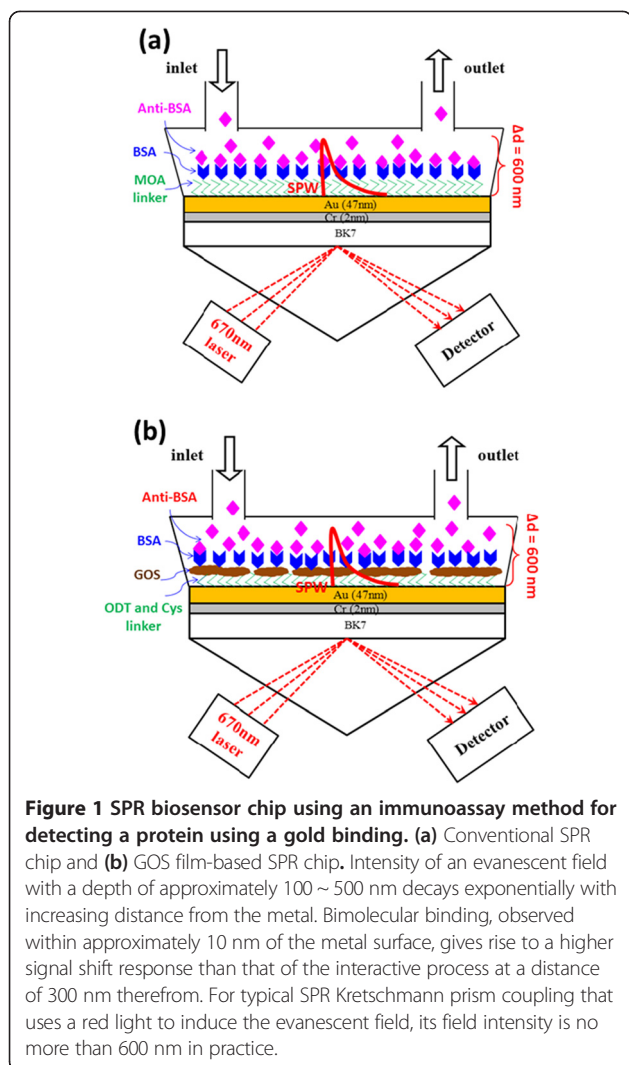 (a)
inlet
outlet
Anti-BSA
BSA
MOA
linker
SPW
Δd = 600 nm
Au (47nm)
Cr (2nm)
BK7
670nm
laser
Detector
(b)
inlet
outlet
Anti-BSA
BSA
GOS
ODT and Cys
linker
SPW
Δd = 600 nm
Au (47nm)
Cr (2nm)
BK7
670nm
laser
Detector
Figure 1 SPR biosensor chip using an immunoassay method for
detecting a protein using a gold binding. (a) Conventional SPR
chip and (b) GOS film-based SPR chip. Intensity of an evanescent field
with a depth of approximately 100 ~ 500 nm decays exponentially with
increasing distance from the metal. Bimolecular binding, observed
within approximately 10 nm of the metal surface, gives rise to a higher
signal shift response than that of the interactive process at a distance
of 300 nm therefrom. For typical SPR Kretschmann prism coupling that
uses a red light to induce the evanescent field, its field intensity is no
more than 600 nm in practice.